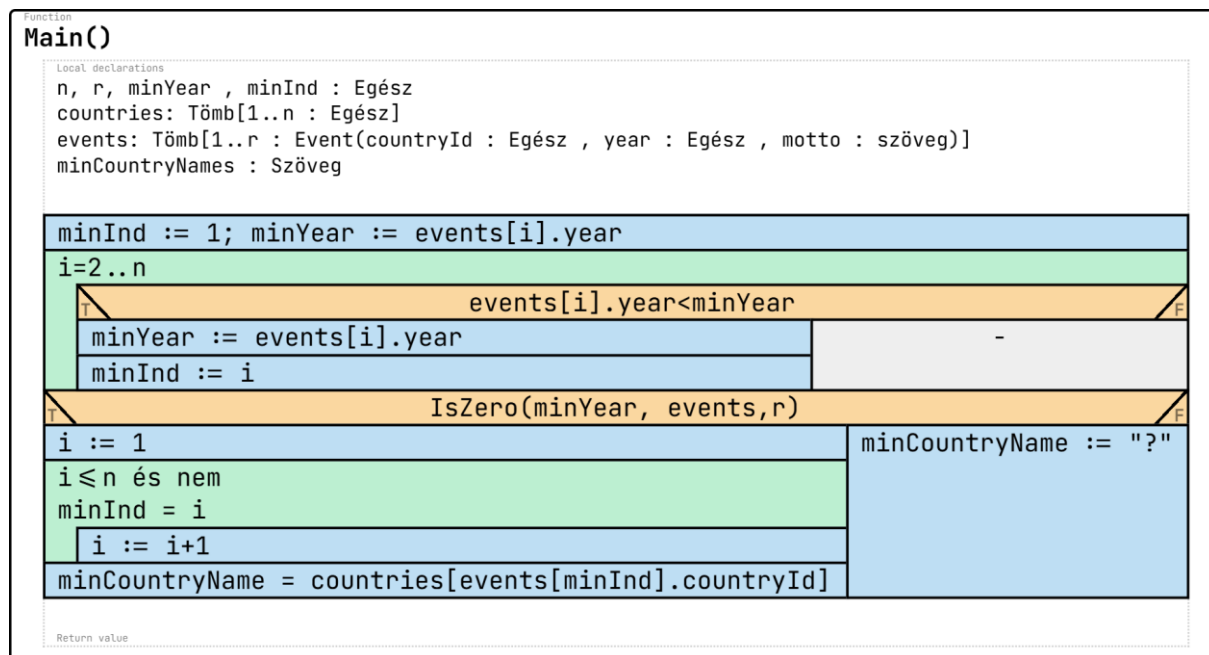 Function
Main()
Local declarations
n, r, minYear , minInd : Egész
countries: Tömb[1..n : Egész]
events: Tömb[1..r : Event(countryId : Egész , year : Egész , motto : szöveg)]
minCountryNames : Szöveg
minInd := 1; minYear := events[i].year
i=2..n
T events[i].year<minYear F
minYear := events[i].year -
minInd := i
T IsZero(minYear, events,r) F
i := 1 minCountryName := "?"
i≤n és nem
minInd = i
i := i+1
minCountryName = countries[events[minInd].countryId]
Return value